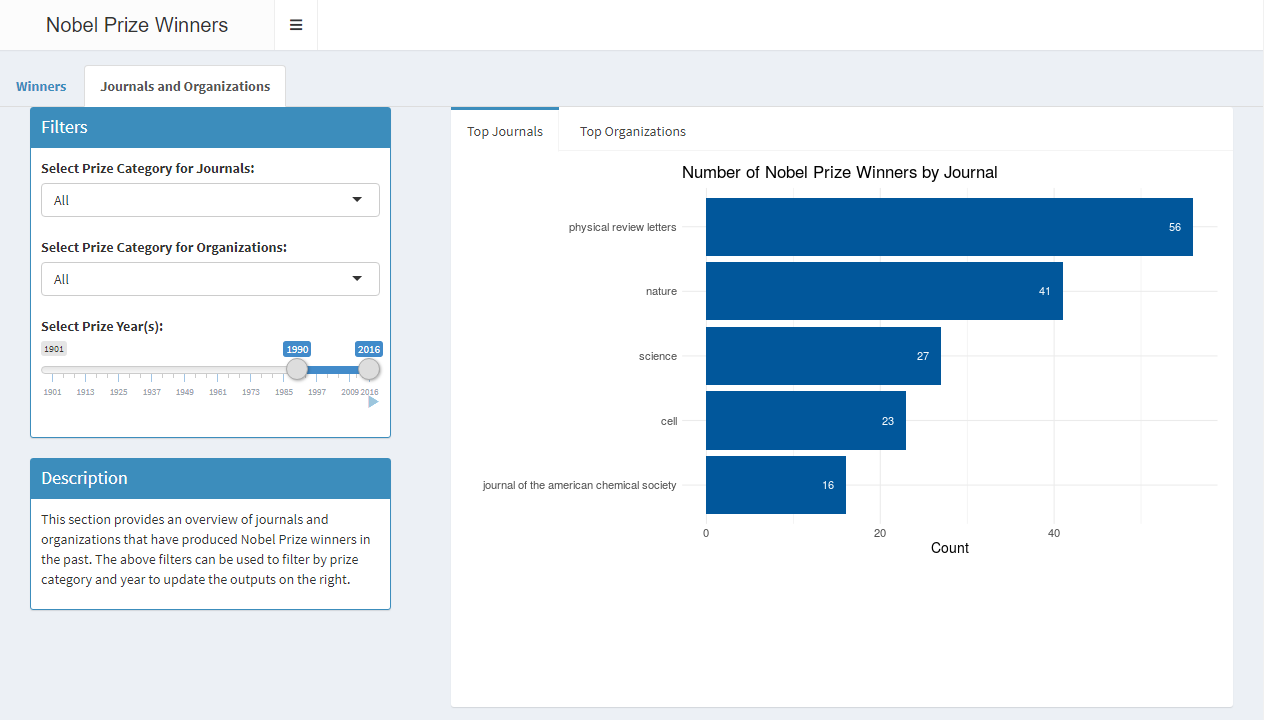 Nobel Prize Winners
Winners
Journals and Organizations
Filters
Select Prize Category for Journals:
All
Select Prize Category for Organizations:
All
Select Prize Year(s):
1901
1990
2016
1901 1913 1925 1937 1949 1961 1973 1985 1997 2009 2016
Description
This section provides an overview of journals and
organizations that have produced Nobel Prize winners in
the past. The above filters can be used to filter by prize
category and year to update the outputs on the right.
Top Journals
Top Organizations
Number of Nobel Prize Winners by Journal
physical review letters 56
nature 41
science 27
cell 23
journal of the american chemical society 16
0 20 40
Count